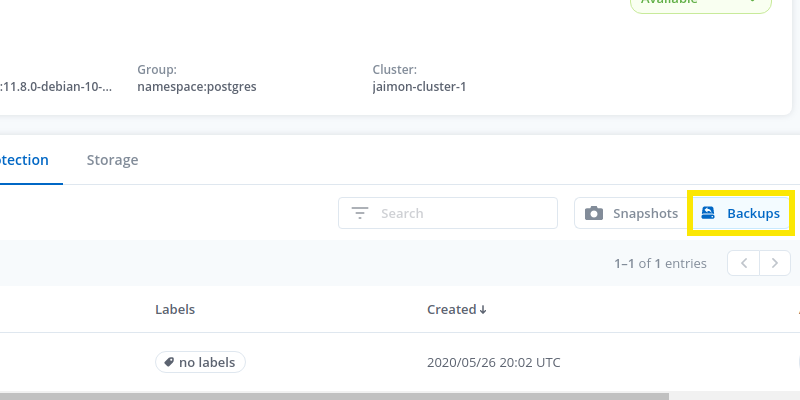 Available
Group:
Cluster:
:11.8.0-debian-10-...
namespace:postgres
jaimon-cluster-1
otection
Storage
Search
Snapshots
Backups
1–1 of 1 entries
Labels
Created
no labels
2020/05/26 20:02 UTC